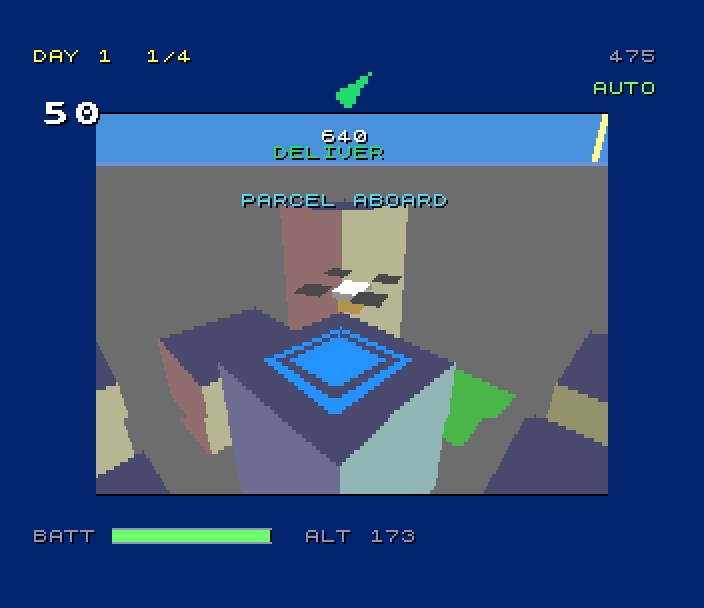 DAY 1 1/4
475
AUTO
50
640
DELIVER
PARCEL ABOARD
BATT
ALT 173